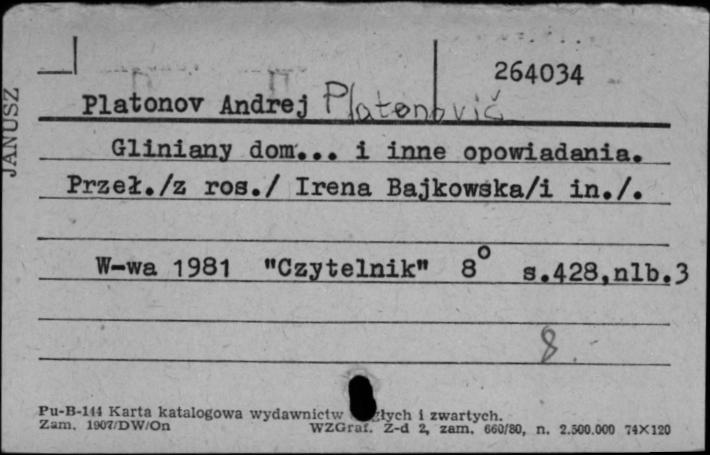 264034
Platonov Andrej Platonović
Gliniany dom... i inne opowiadania.
Przeł./z ros./ Irena Bajkowska/i in./.
W-wa 1981 "Czytelnik" 8° s.428,nlb.3
8
Pu-B-144 Karta katalogowa wydawnictw i zwartych.
Zam. 1907/DW/On WZGraf. Z-d 2, zam. 660/80, n. 2.500.000 74X120
JANUSZ